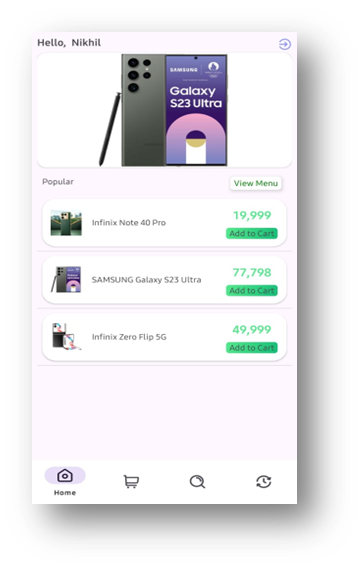 Hello, Nikhil
SAMSUNG
Galaxy
S23 Ultra
Popular
View Menu
Infinix Note 40 Pro
19,999
Add to Cart
SAMSUNG Galaxy S23 Ultra
77,798
Add to Cart
Infinix Zero Flip 5G
49,999
Add to Cart
Home